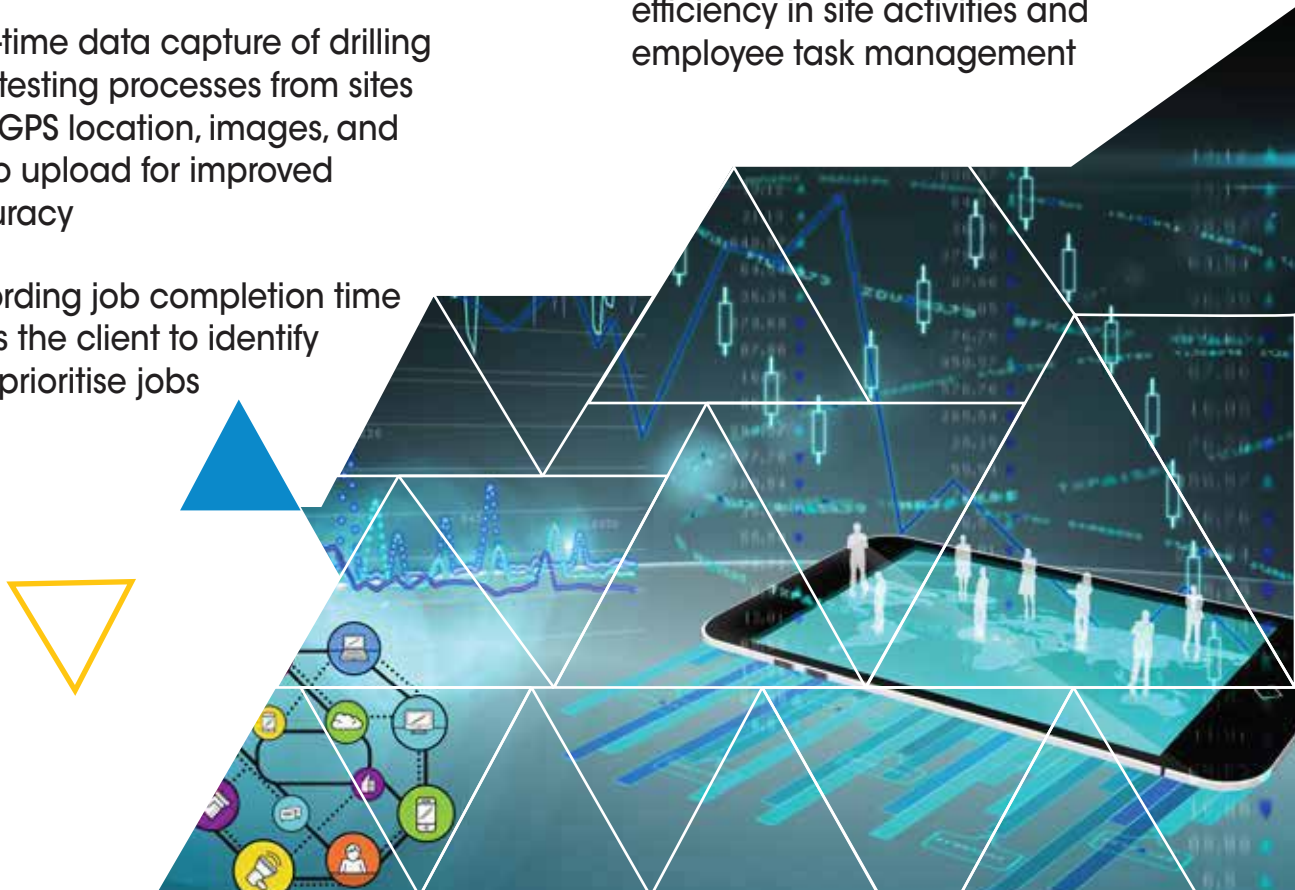 -time data capture of drilling
testing processes from sites
GPS location, images, and
o upload for improved
uracy
ording job completion time
s the client to identify
prioritise jobs
efficiency in site activities and
employee task management